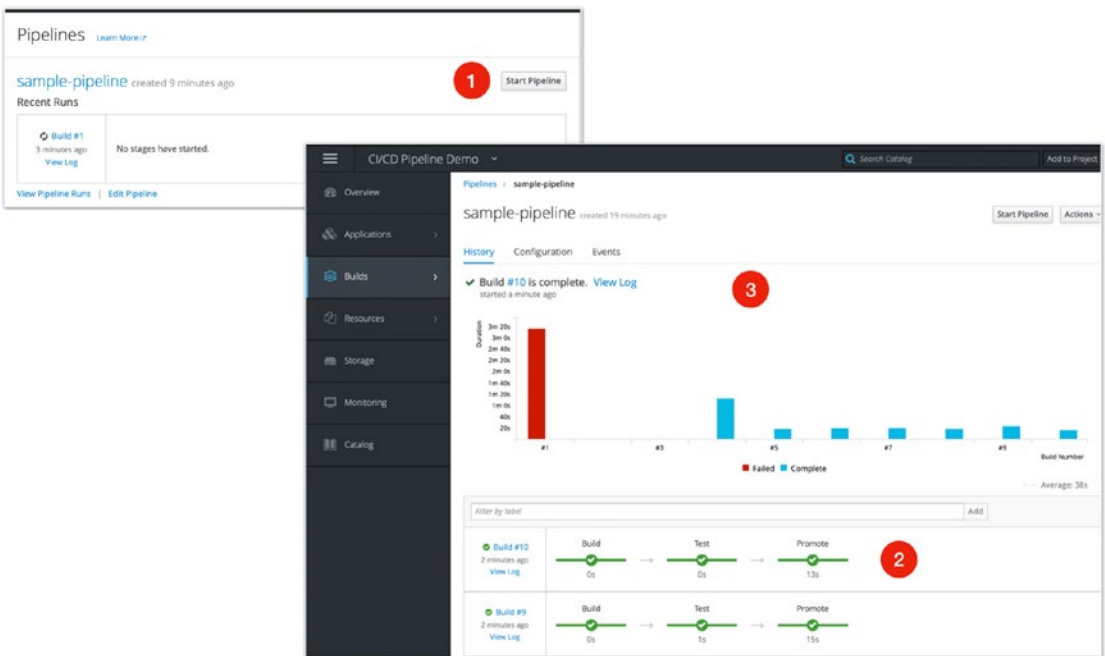 Pipelines Learn More
sample-pipeline created 9 minutes ago
1
Start Pipeline
Recent Runs
Build #1
3 minutes ago
View Log
No stages have started.
View Pipeline Runs | Edit Pipeline
CI/CD Pipeline Demo
Search Catalog
Add to Project
Overview
Applications
Builds
Resources
Storage
Monitoring
Catalog
Pipelines > sample-pipeline
sample-pipeline created 19 minutes ago
Start Pipeline
Actions
History Configuration Events
Build #10 is complete. View Log
started a minute ago
3
Duration
3m 20s
3m 0s
2m 40s
2m 20s
2m 0s
1m 40s
1m 20s
1m 0s
40s
20s
#1 #3 #5 #7 #9
Build Number
Failed Complete
Average: 38s
Filter by label
Add
Build #10
2 minutes ago
View Log
Build Test Promote
0s 0s 13s
2
Build #9
2 minutes ago
View Log
Build Test Promote
0s 1s 15s